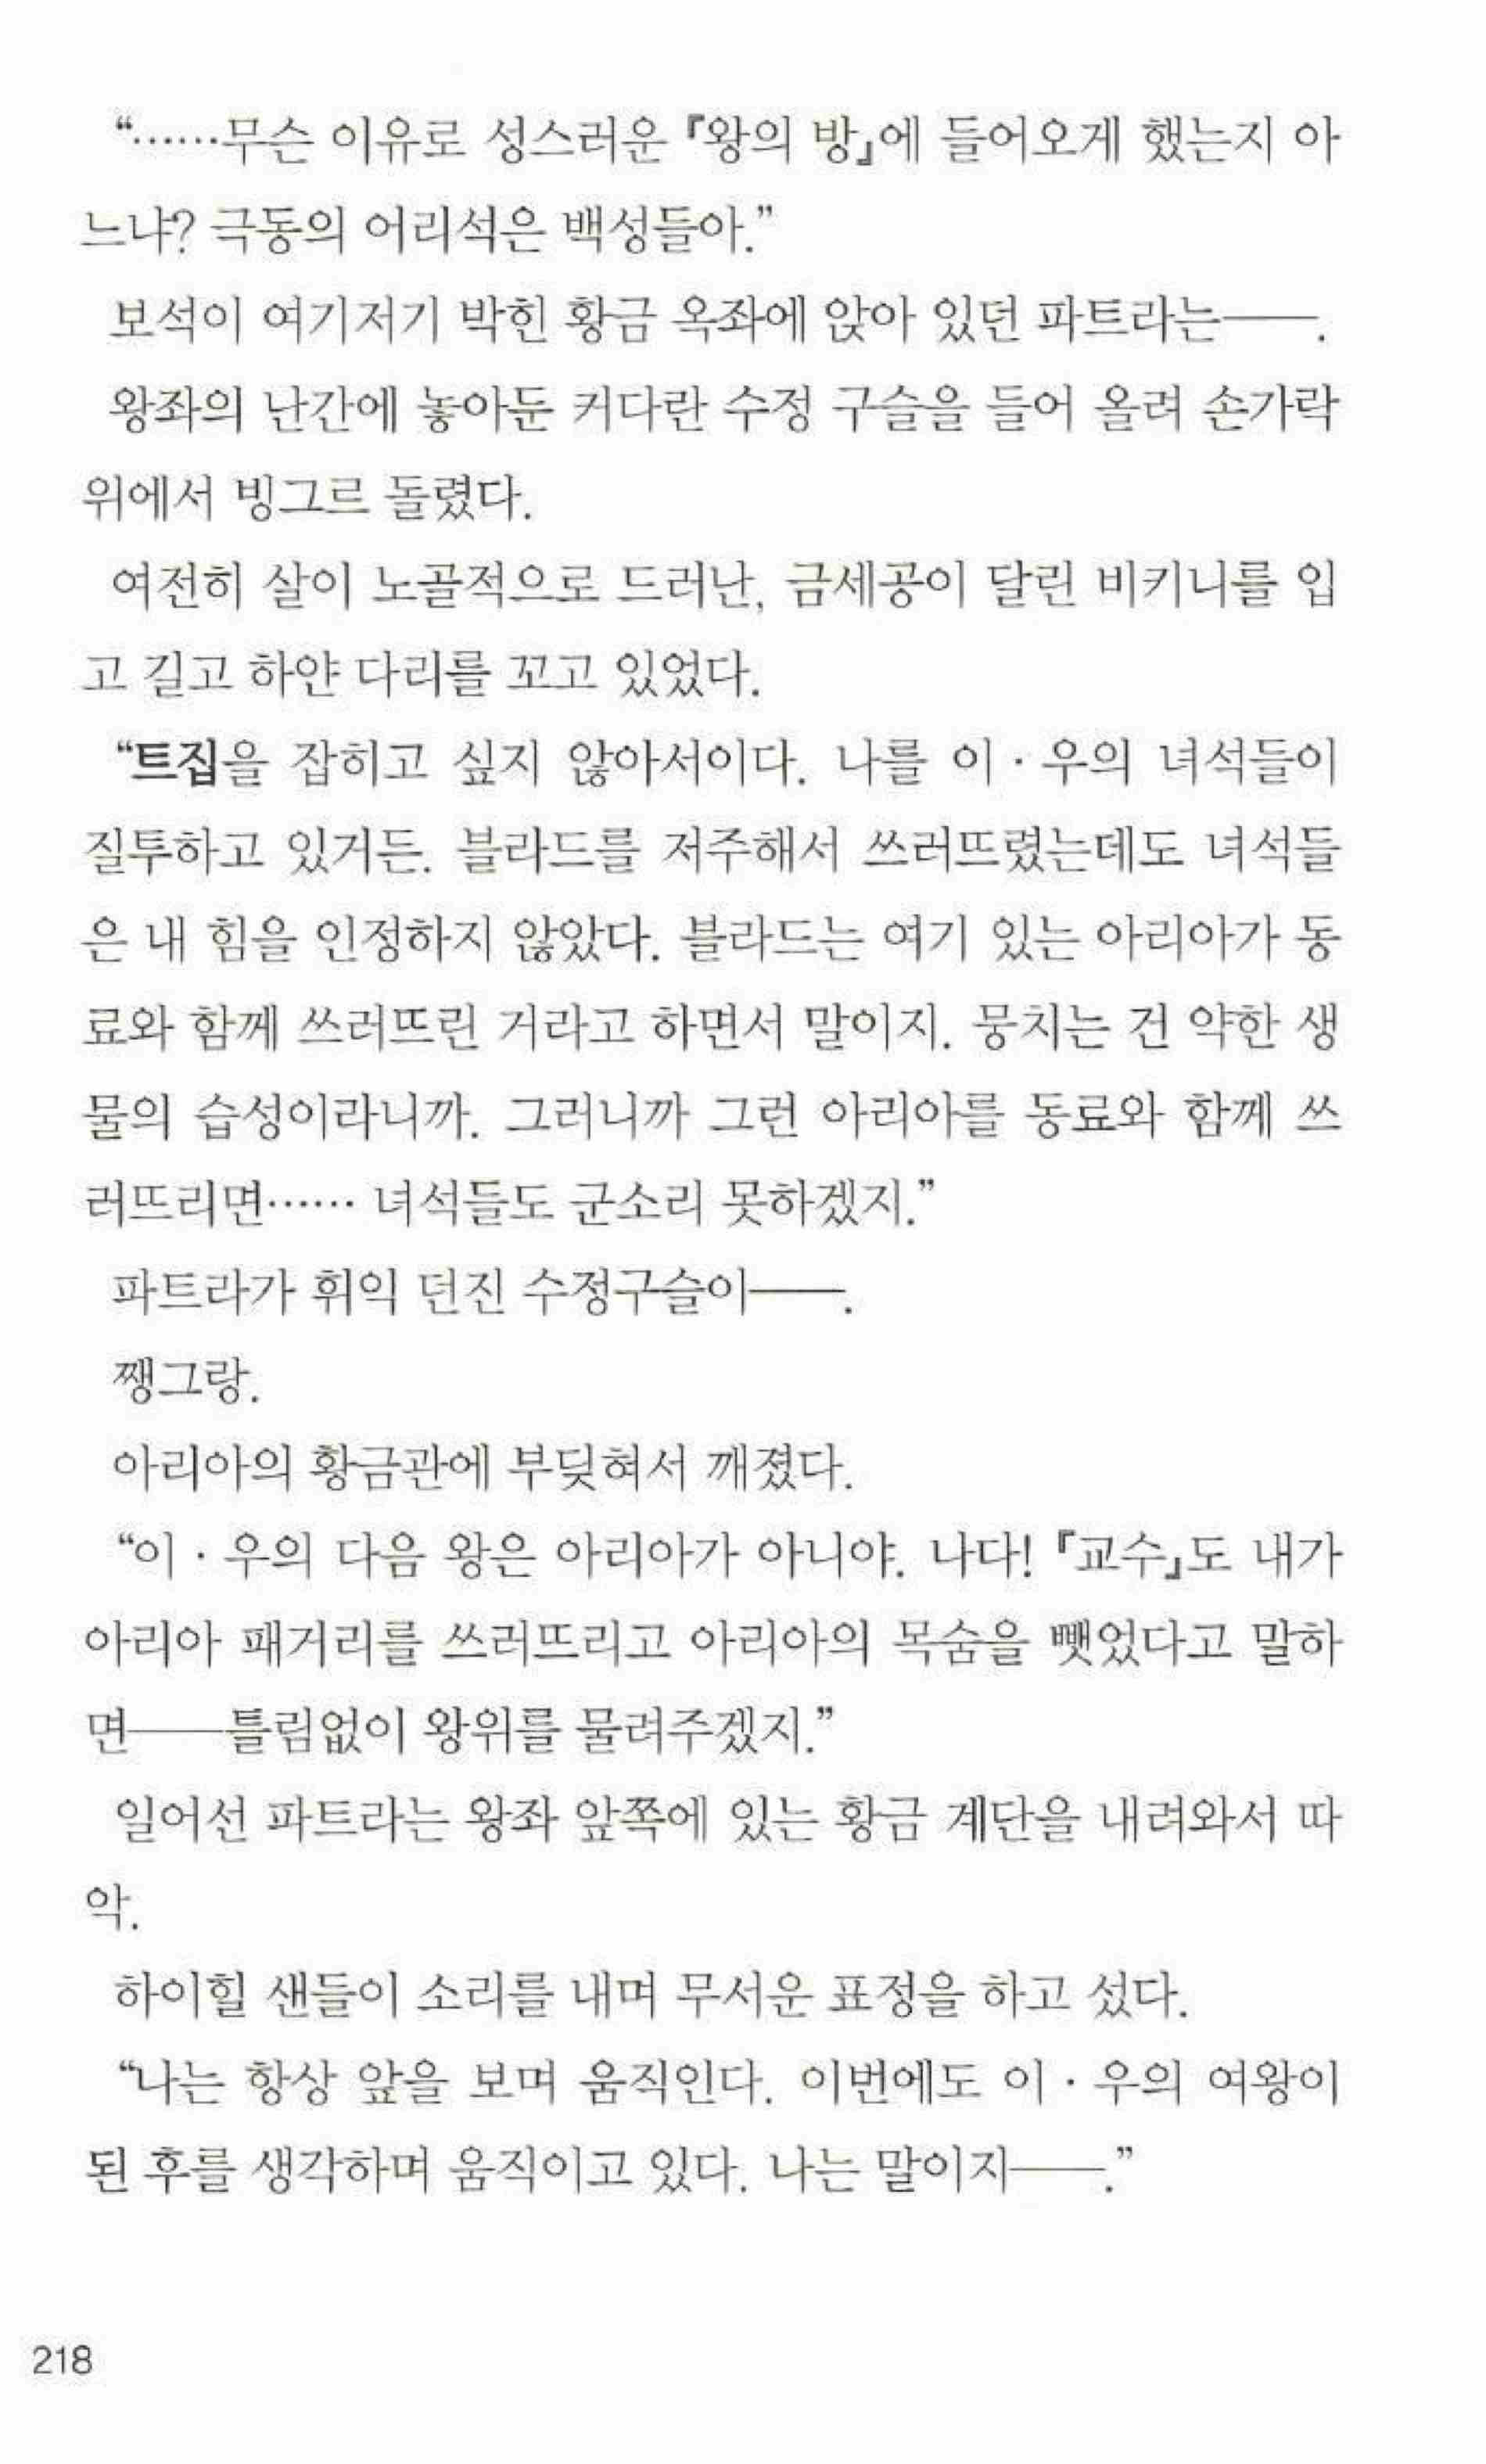 “……무슨 이유로 성스러운 『왕의 방』에 들어오게 했는지 아
느냐? 극동의 어리석은 백성들아.”
보석이 여기저기 박힌 황금 옥좌에 앉아 있던 파트라는──.
왕좌의 난간에 놓아둔 커다란 수정 구슬을 들어 올려 손가락
위에서 빙그르 돌렸다.
여전히 살이 노골적으로 드러난, 금세공이 달린 비키니를 입
고 길고 하얀 다리를 꼬고 있었다.
“트집을 잡히고 싶지 않아서이다. 나를 이 · 우의 녀석들이
질투하고 있거든. 블라드를 저주해서 쓰러뜨렸는데도 녀석들
은 내 힘을 인정하지 않았다. 블라드는 여기 있는 아리아가 동
료와 함께 쓰러뜨린 거라고 하면서 말이지. 뭉치는 건 약한 생
물의 습성이라니까. 그러니까 그런 아리아를 동료와 함께 쓰
러뜨리면…… 녀석들도 군소리 못하겠지.”
파트라가 휘익 던진 수정구슬이──.
쨍그랑.
아리아의 황금관에 부딪혀서 깨졌다.
“이 · 우의 다음 왕은 아리아가 아니야. 나다! 『교수』도 내가
아리아 패거리를 쓰러뜨리고 아리아의 목숨을 뺏었다고 말하
면──틀림없이 왕위를 물려주겠지.”
일어선 파트라는 왕좌 앞쪽에 있는 황금 계단을 내려와서 따
악.
하이힐 샌들이 소리를 내며 무서운 표정을 하고 섰다.
“나는 항상 앞을 보며 움직인다. 이번에도 이 · 우의 여왕이
된 후를 생각하며 움직이고 있다. 나는 말이지──.”
218